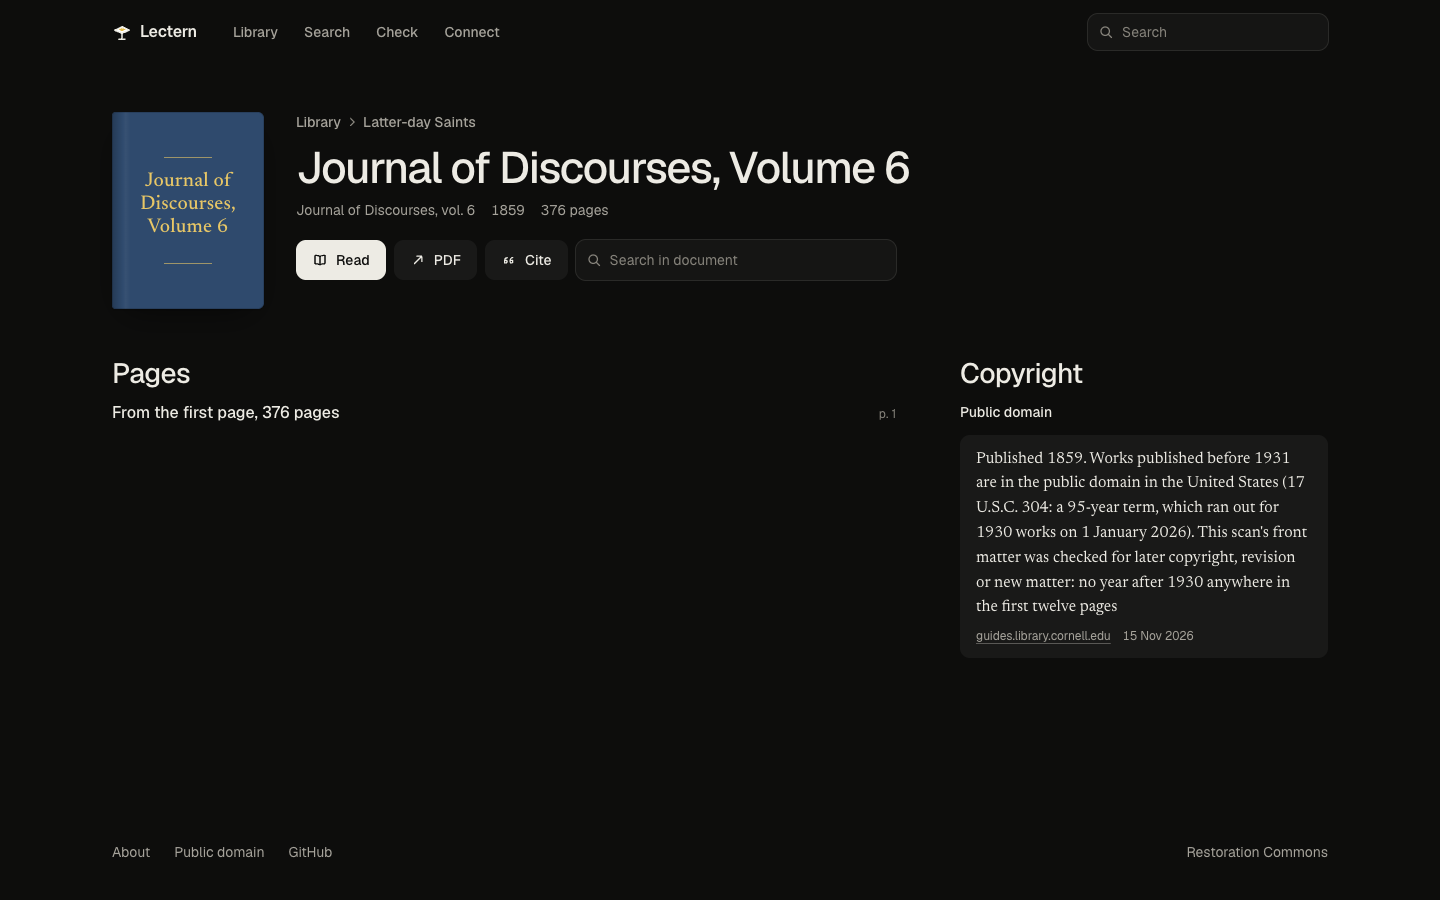 Lectern
Library
Search
Check
Connect
Search
Journal of
Discourses,
Volume 6
Library
Latter-day Saints
Journal of Discourses, Volume 6
Journal of Discourses, vol. 6
1859
376 pages
Read
PDF
Cite
Search in document
Pages
From the first page, 376 pages
p. 1
Copyright
Public domain
Published 1859. Works published before 1931
are in the public domain in the United States (17
U.S.C. 304: a 95-year term, which ran out for
1930 works on 1 January 2026). This scan's front
matter was checked for later copyright, revision
or new matter: no year after 1930 anywhere in
the first twelve pages
guides.library.cornell.edu
15 Nov 2026
About
Public domain
GitHub
Restoration Commons